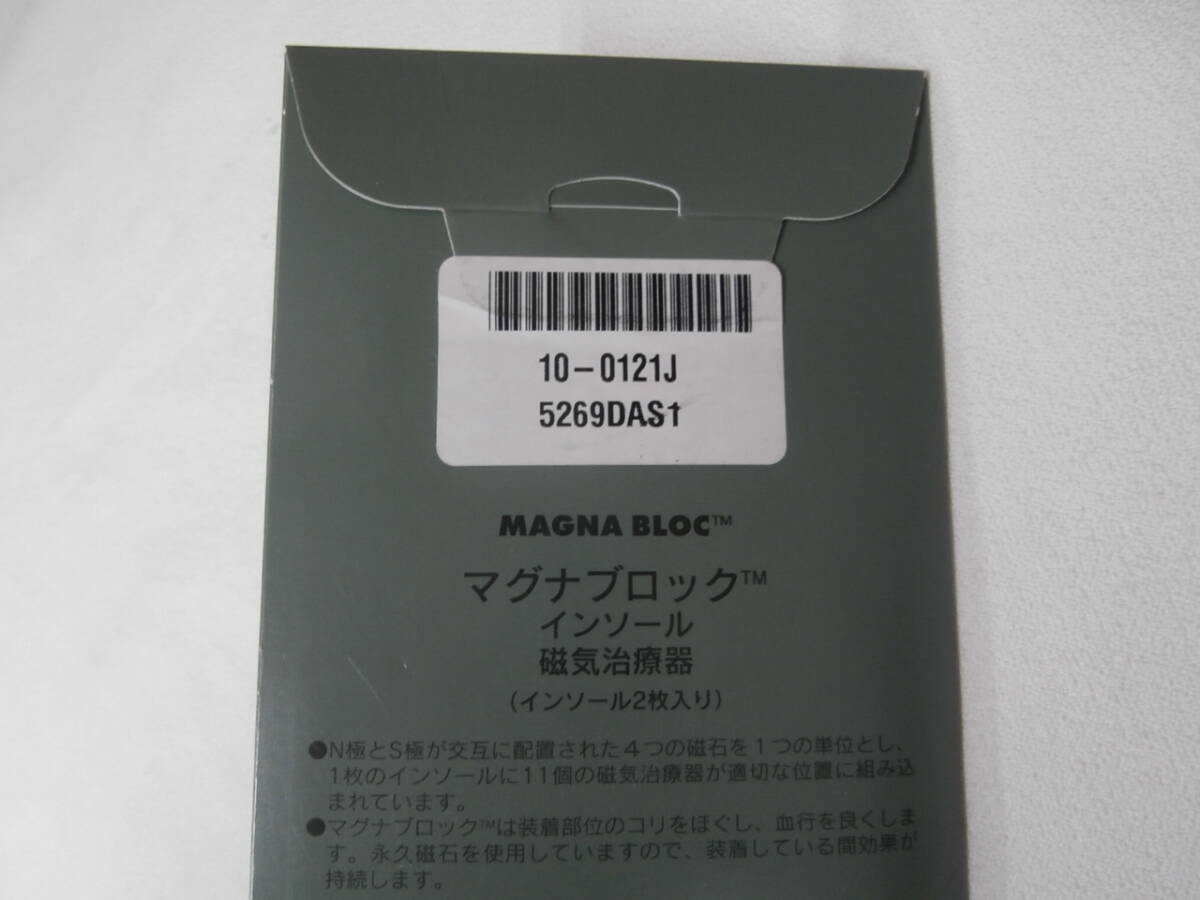 10-0121J
5269DAS1
MAGNA BLOC™
マグナブロック™
インソール
磁気治療器
(インソール2枚入り)
●N極とS極が交互に配置された4つの磁石を1つの単位とし、
1枚のインソールに11個の磁気治療器が適切な位置に組み込
まれています。
●マグナブロック™は装着部位のコリをほぐし、血行を良くしま
す。永久磁石を使用していますので、装着している間効果が
持続します。